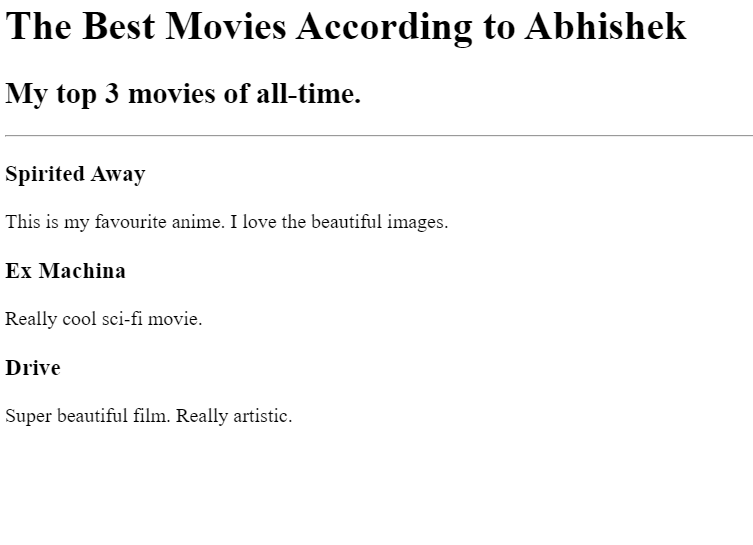 The Best Movies According to Abhishek
My top 3 movies of all-time.
Spirited Away
This is my favourite anime. I love the beautiful images.
Ex Machina
Really cool sci-fi movie.
Drive
Super beautiful film. Really artistic.